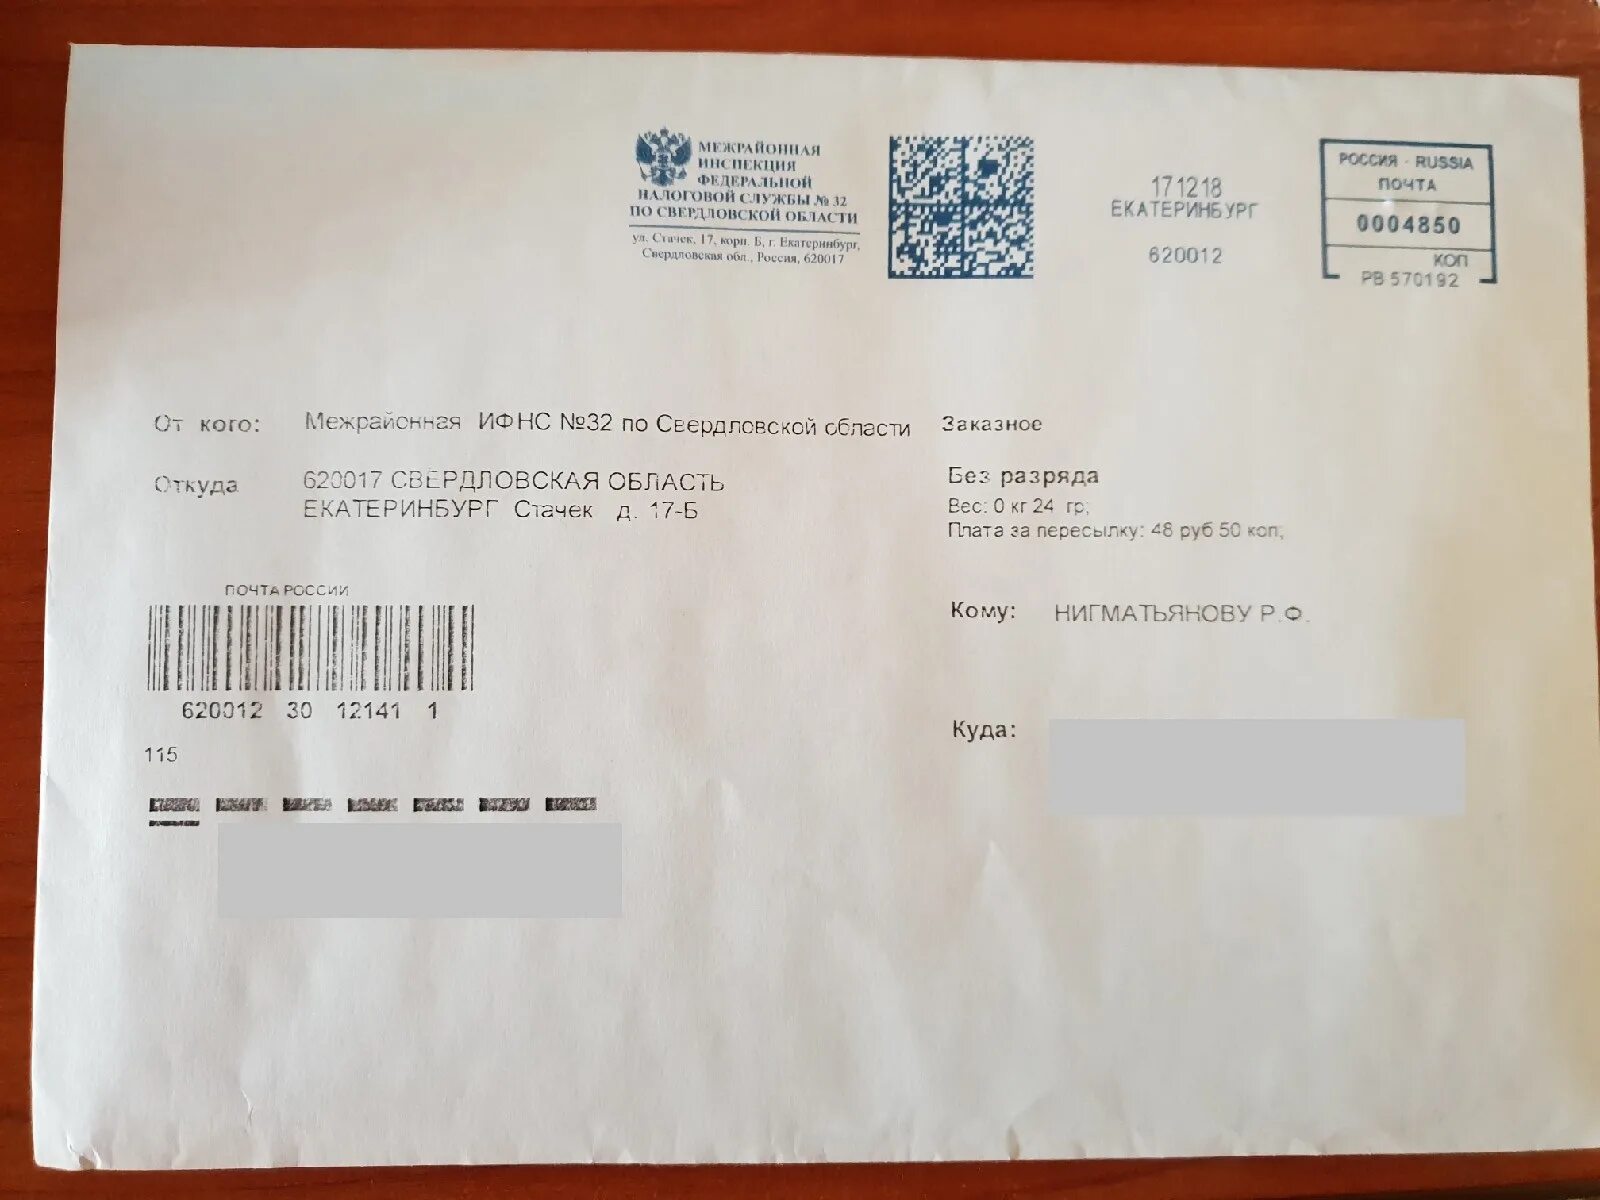 МЕЖРАЙОННАЯ
ИНСПЕКЦИЯ
ФЕДЕРАЛЬНОЙ
НАЛОГОВОЙ СЛУЖБЫ № 32
ПО СВЕРДЛОВСКОЙ ОБЛАСТИ
ул. Стачек, 17, корп. Б, г. Екатеринбург,
Свердловская обл., Россия, 620017
171218
ЕКАТЕРИНБУРГ
620012
РОССИЯ - RUSSIA
ПОЧТА
0004850
КОП
РВ 570192
От кого: Межрайонная ИФНС №32 по Свердловской области
Откуда 620017 СВЕРДЛОВСКАЯ ОБЛАСТЬ
ЕКАТЕРИНБУРГ Стачек д. 17-Б
Заказное
Без разряда
Вес: 0 кг 24 гр;
Плата за пересылку: 48 руб 50 коп;
ПОЧТА РОССИИ
620012 30 12141 1
115
Кому: НИГМАТЬЯНОВУ Р.Ф.
Куда: